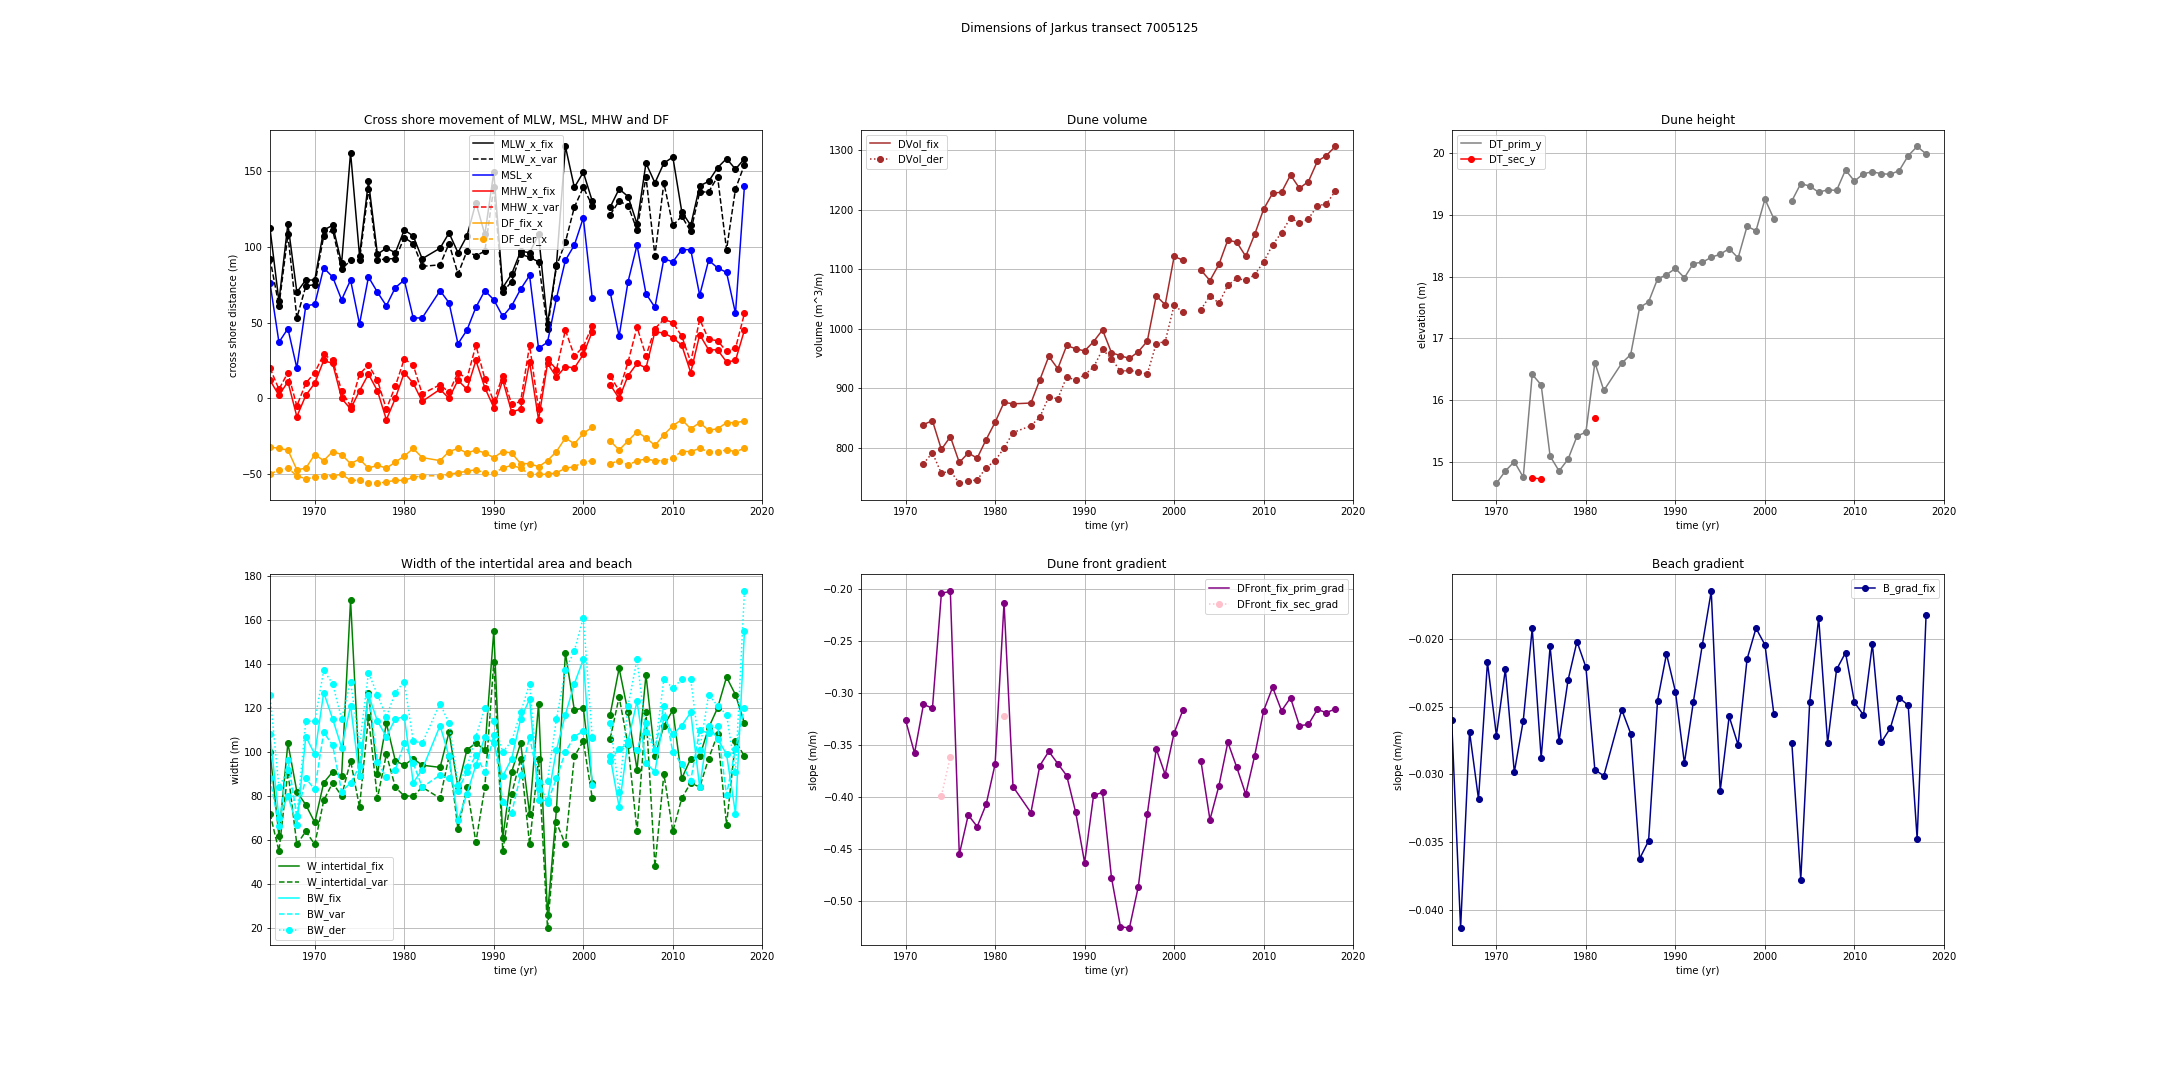 Dimensions of Jarkus transect 7005125
Cross shore movement of MLW, MSL, MHW and DF
cross shore distance (m)
150
100
50
0
−50
MLW_x_fix
MLW_x_var
MSL_x
MHW_x_fix
MHW_x_var
DF_fix_x
DF_der_x
1970 1980 1990 2000 2010 2020
time (yr)
Dune volume
volume (m^3/m)
1300
1200
1100
1000
900
800
DVol_fix
DVol_der
1970 1980 1990 2000 2010 2020
time (yr)
Dune height
elevation (m)
20
19
18
17
16
15
DT_prim_y
DT_sec_y
1970 1980 1990 2000 2010 2020
time (yr)
Width of the intertidal area and beach
width (m)
180
160
140
120
100
80
60
40
20
W_intertidal_fix
W_intertidal_var
BW_fix
BW_var
BW_der
1970 1980 1990 2000 2010 2020
time (yr)
Dune front gradient
slope (m/m)
−0.20
−0.25
−0.30
−0.35
−0.40
−0.45
−0.50
DFront_fix_prim_grad
DFront_fix_sec_grad
1970 1980 1990 2000 2010 2020
time (yr)
Beach gradient
slope (m/m)
−0.020
−0.025
−0.030
−0.035
−0.040
B_grad_fix
1970 1980 1990 2000 2010 2020
time (yr)